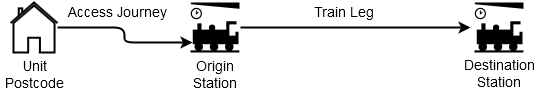 Access Journey
Train Leg
Unit
Postcode
Origin
Station
Destination
Station